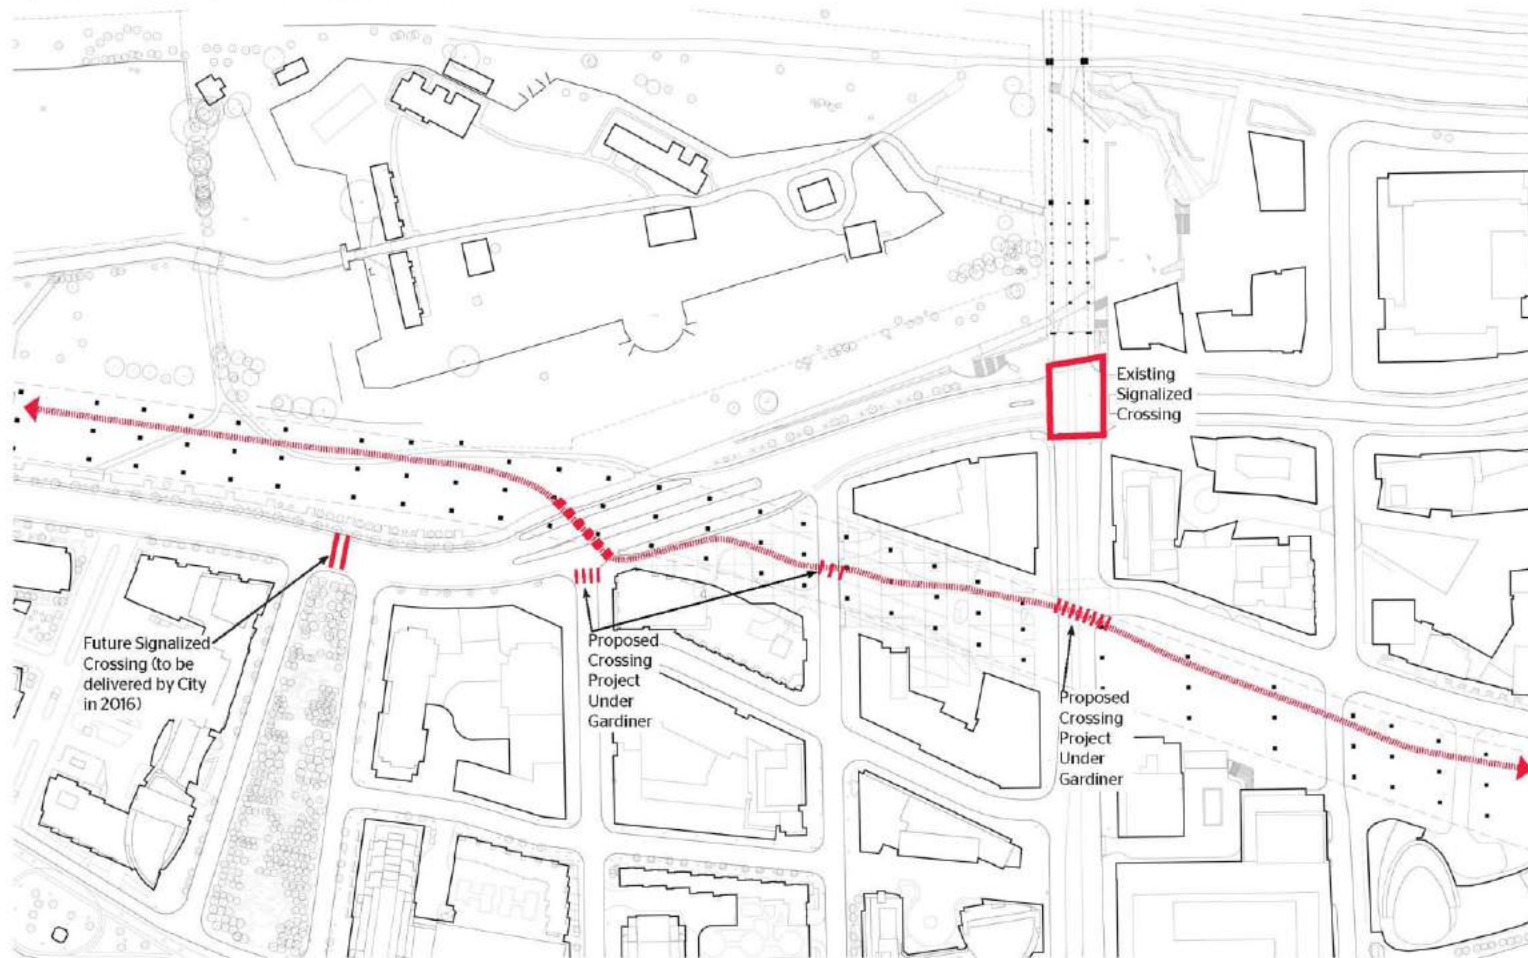 Existing
Signalized
Crossing
Future Signalized
Crossing (to be
delivered by City
in 2016)
Proposed
Crossing
Project
Under
Gardiner
Proposed
Crossing
Project
Under
Gardiner